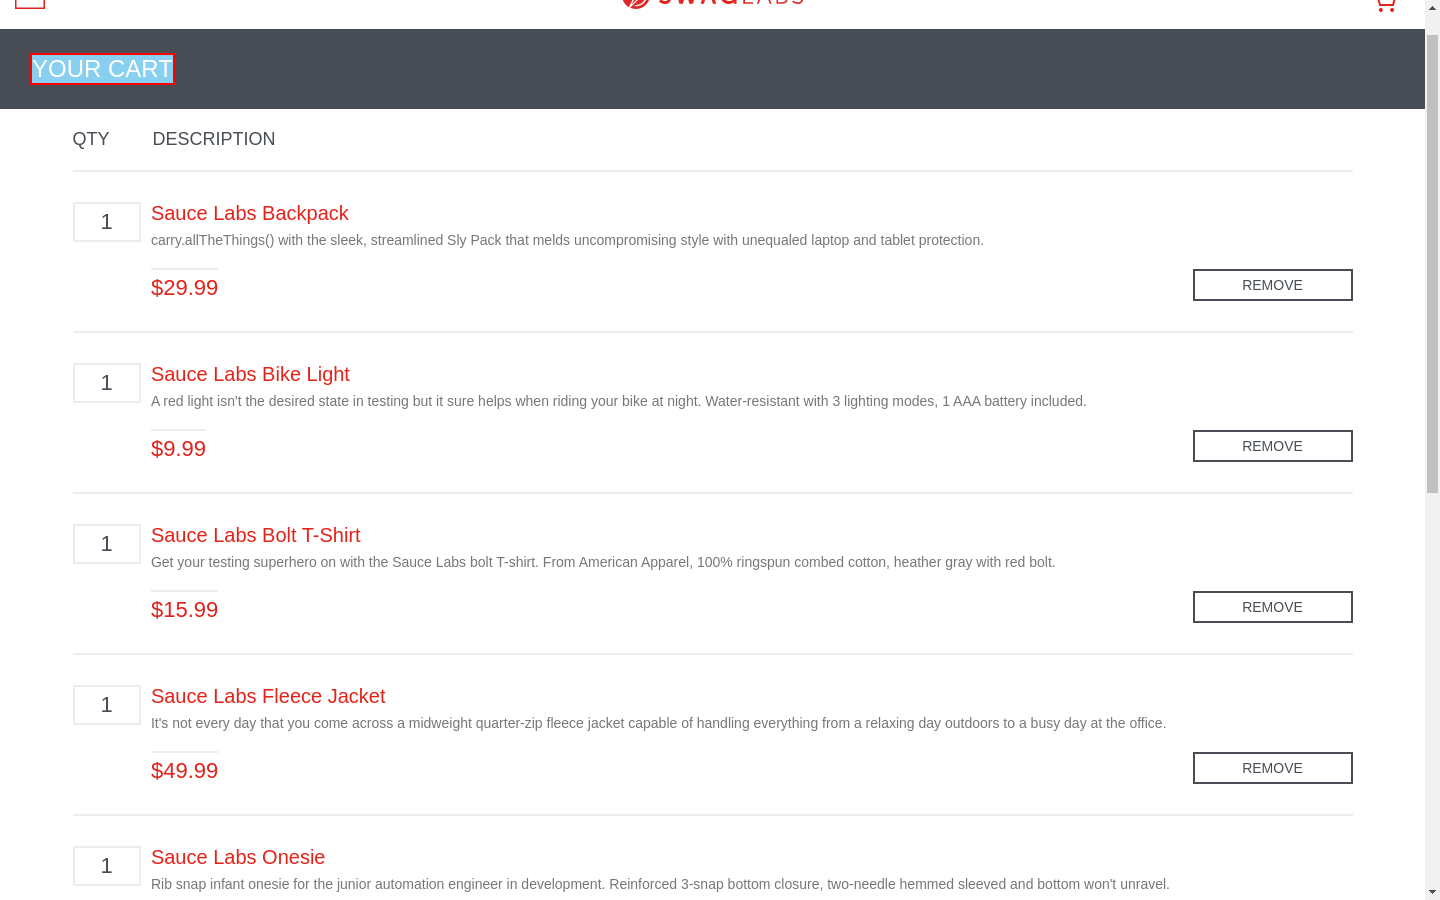 SWAGLABS
YOUR CART
QTY DESCRIPTION
1
Sauce Labs Backpack
carry.allTheThings() with the sleek, streamlined Sly Pack that melds uncompromising style with unequaled laptop and tablet protection.
$29.99
REMOVE
1
Sauce Labs Bike Light
A red light isn't the desired state in testing but it sure helps when riding your bike at night. Water-resistant with 3 lighting modes, 1 AAA battery included.
$9.99
REMOVE
1
Sauce Labs Bolt T-Shirt
Get your testing superhero on with the Sauce Labs bolt T-shirt. From American Apparel, 100% ringspun combed cotton, heather gray with red bolt.
$15.99
REMOVE
1
Sauce Labs Fleece Jacket
It's not every day that you come across a midweight quarter-zip fleece jacket capable of handling everything from a relaxing day outdoors to a busy day at the office.
$49.99
REMOVE
1
Sauce Labs Onesie
Rib snap infant onesie for the junior automation engineer in development. Reinforced 3-snap bottom closure, two-needle hemmed sleeved and bottom won't unravel.